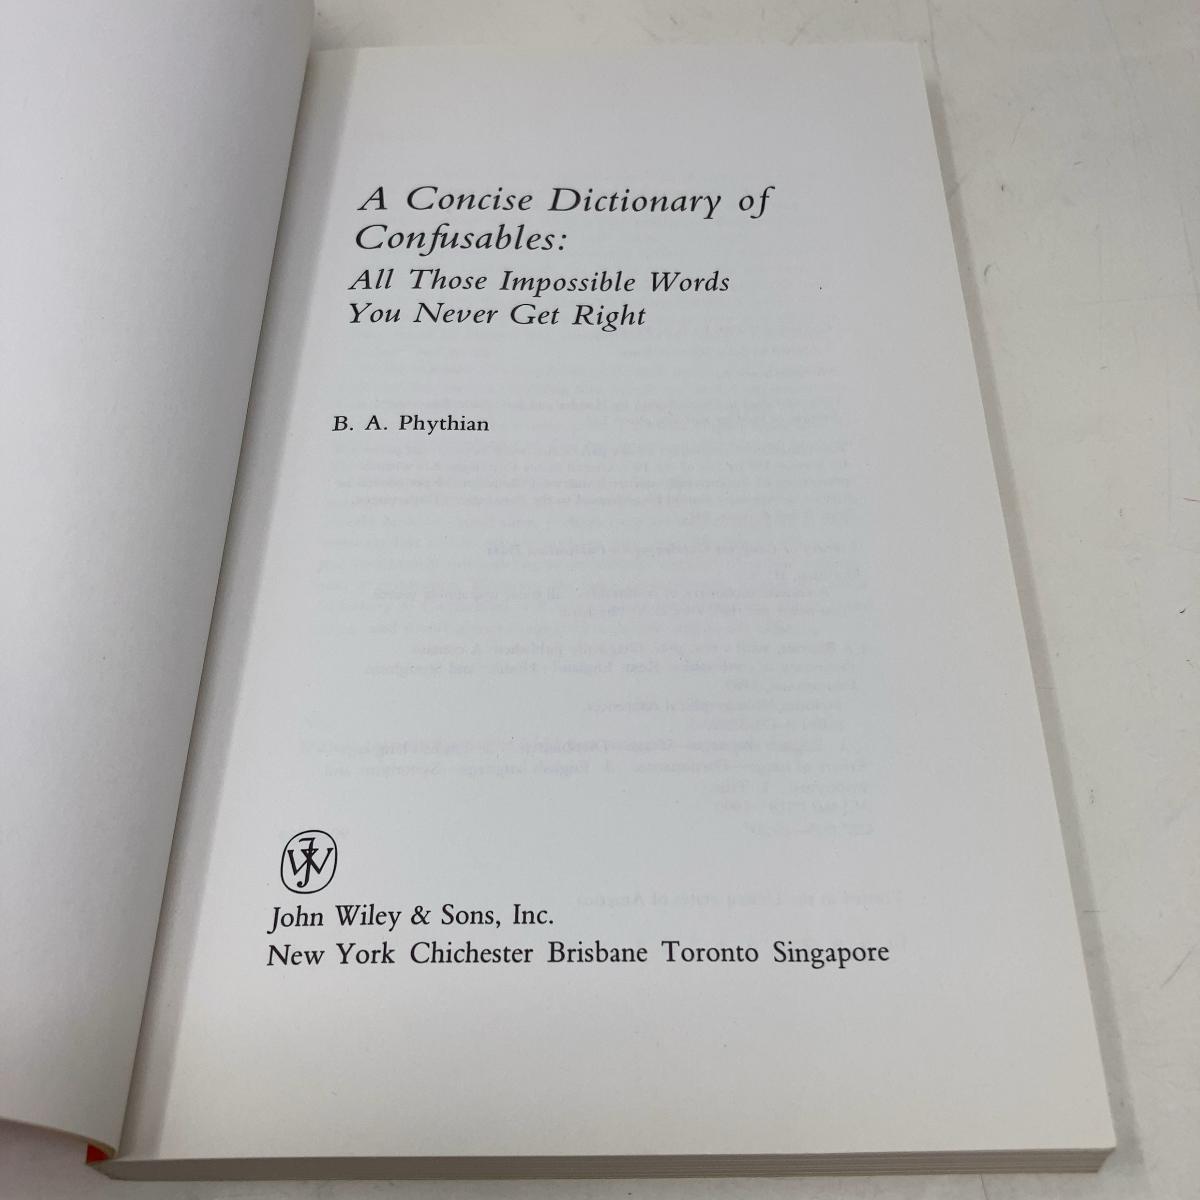 A Concise Dictionary of
Confusables:
All Those Impossible Words
You Never Get Right
B. A. Phythian
John Wiley & Sons, Inc.
New York Chichester Brisbane Toronto Singapore